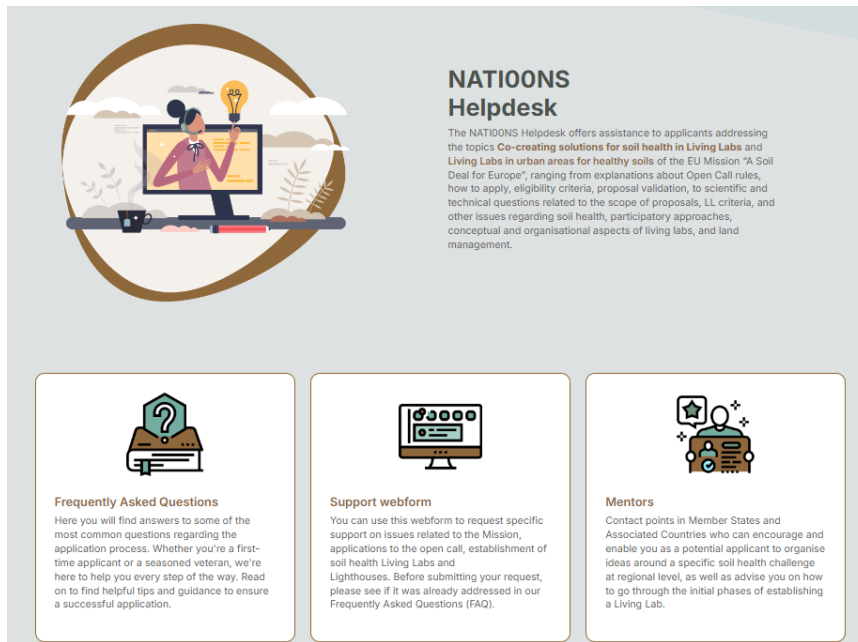 NATI00NS
Helpdesk
The NATI00NS Helpdesk offers assistance to applicants addressing
the topics Co-creating solutions for soil health in Living Labs and
Living Labs in urban areas for healthy soils of the EU Mission “A Soil
Deal for Europe”, ranging from explanations about Open Call rules,
how to apply, eligibility criteria, proposal validation, to scientific and
technical questions related to the scope of proposals, LL criteria, and
other issues regarding soil health, participatory approaches,
conceptual and organisational aspects of living labs, and land
management.
Frequently Asked Questions
Here you will find answers to some of the
most common questions regarding the
application process. Whether you're a first-
time applicant or a seasoned veteran, we're
here to help you every step of the way. Read
on to find helpful tips and guidance to ensure
a successful application.
Support webform
You can use this webform to request specific
support on issues related to the Mission,
applications to the open call, establishment of
soil health Living Labs and
Lighthouses. Before submitting your request,
please see if it was already addressed in our
Frequently Asked Questions (FAQ).
Mentors
Contact points in Member States and
Associated Countries who can encourage and
enable you as a potential applicant to organise
ideas around a specific soil health challenge
at regional level, as well as advise you on how
to go through the initial phases of establishing
a Living Lab.